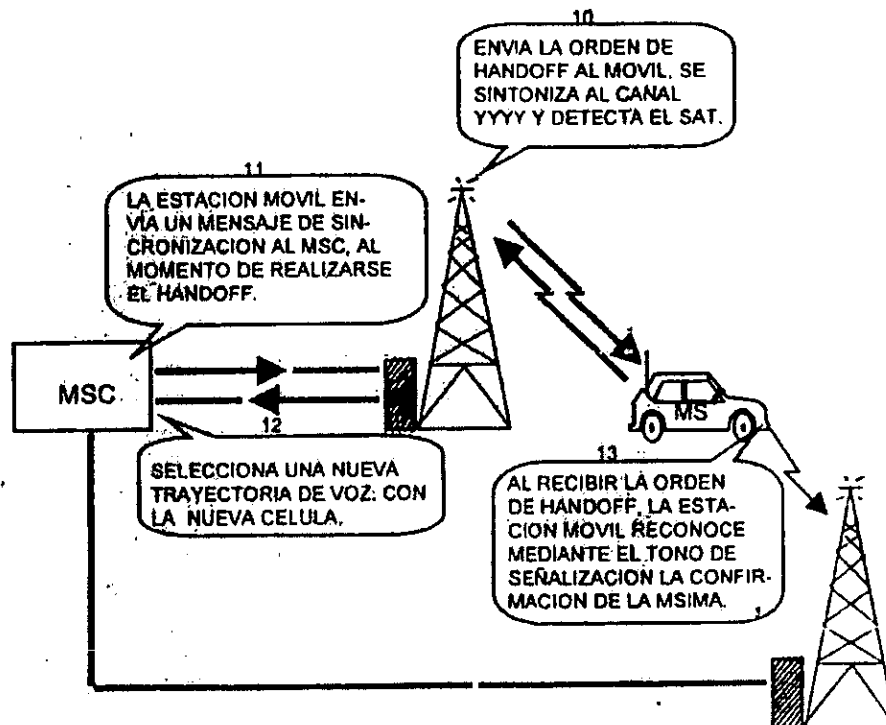 10
ENVIA LA ORDEN DE
HANDOFF AL MOVIL, SE
SINTONIZA AL CANAL
YYYY Y DETECTA EL SAT.
11
LA ESTACION MOVIL EN-
VÍA UN MENSAJE DE SIN-
CRONIZACION AL MSC, AL
MOMENTO DE REALIZARSE
EL HANDOFF.
MSC
12
SELECCIONA UNA NUEVA
TRAYECTORIA DE VOZ: CON
LA NUEVA CELULA,
MS
13
AL RECIBIR LA ORDEN
DE HANDOFF, LA ESTA-
CION MOVIL RECONOCE
MEDIANTE EL TONO DE
SEÑALIZACION LA CONFIR-
MACION DE LA MSIMA.